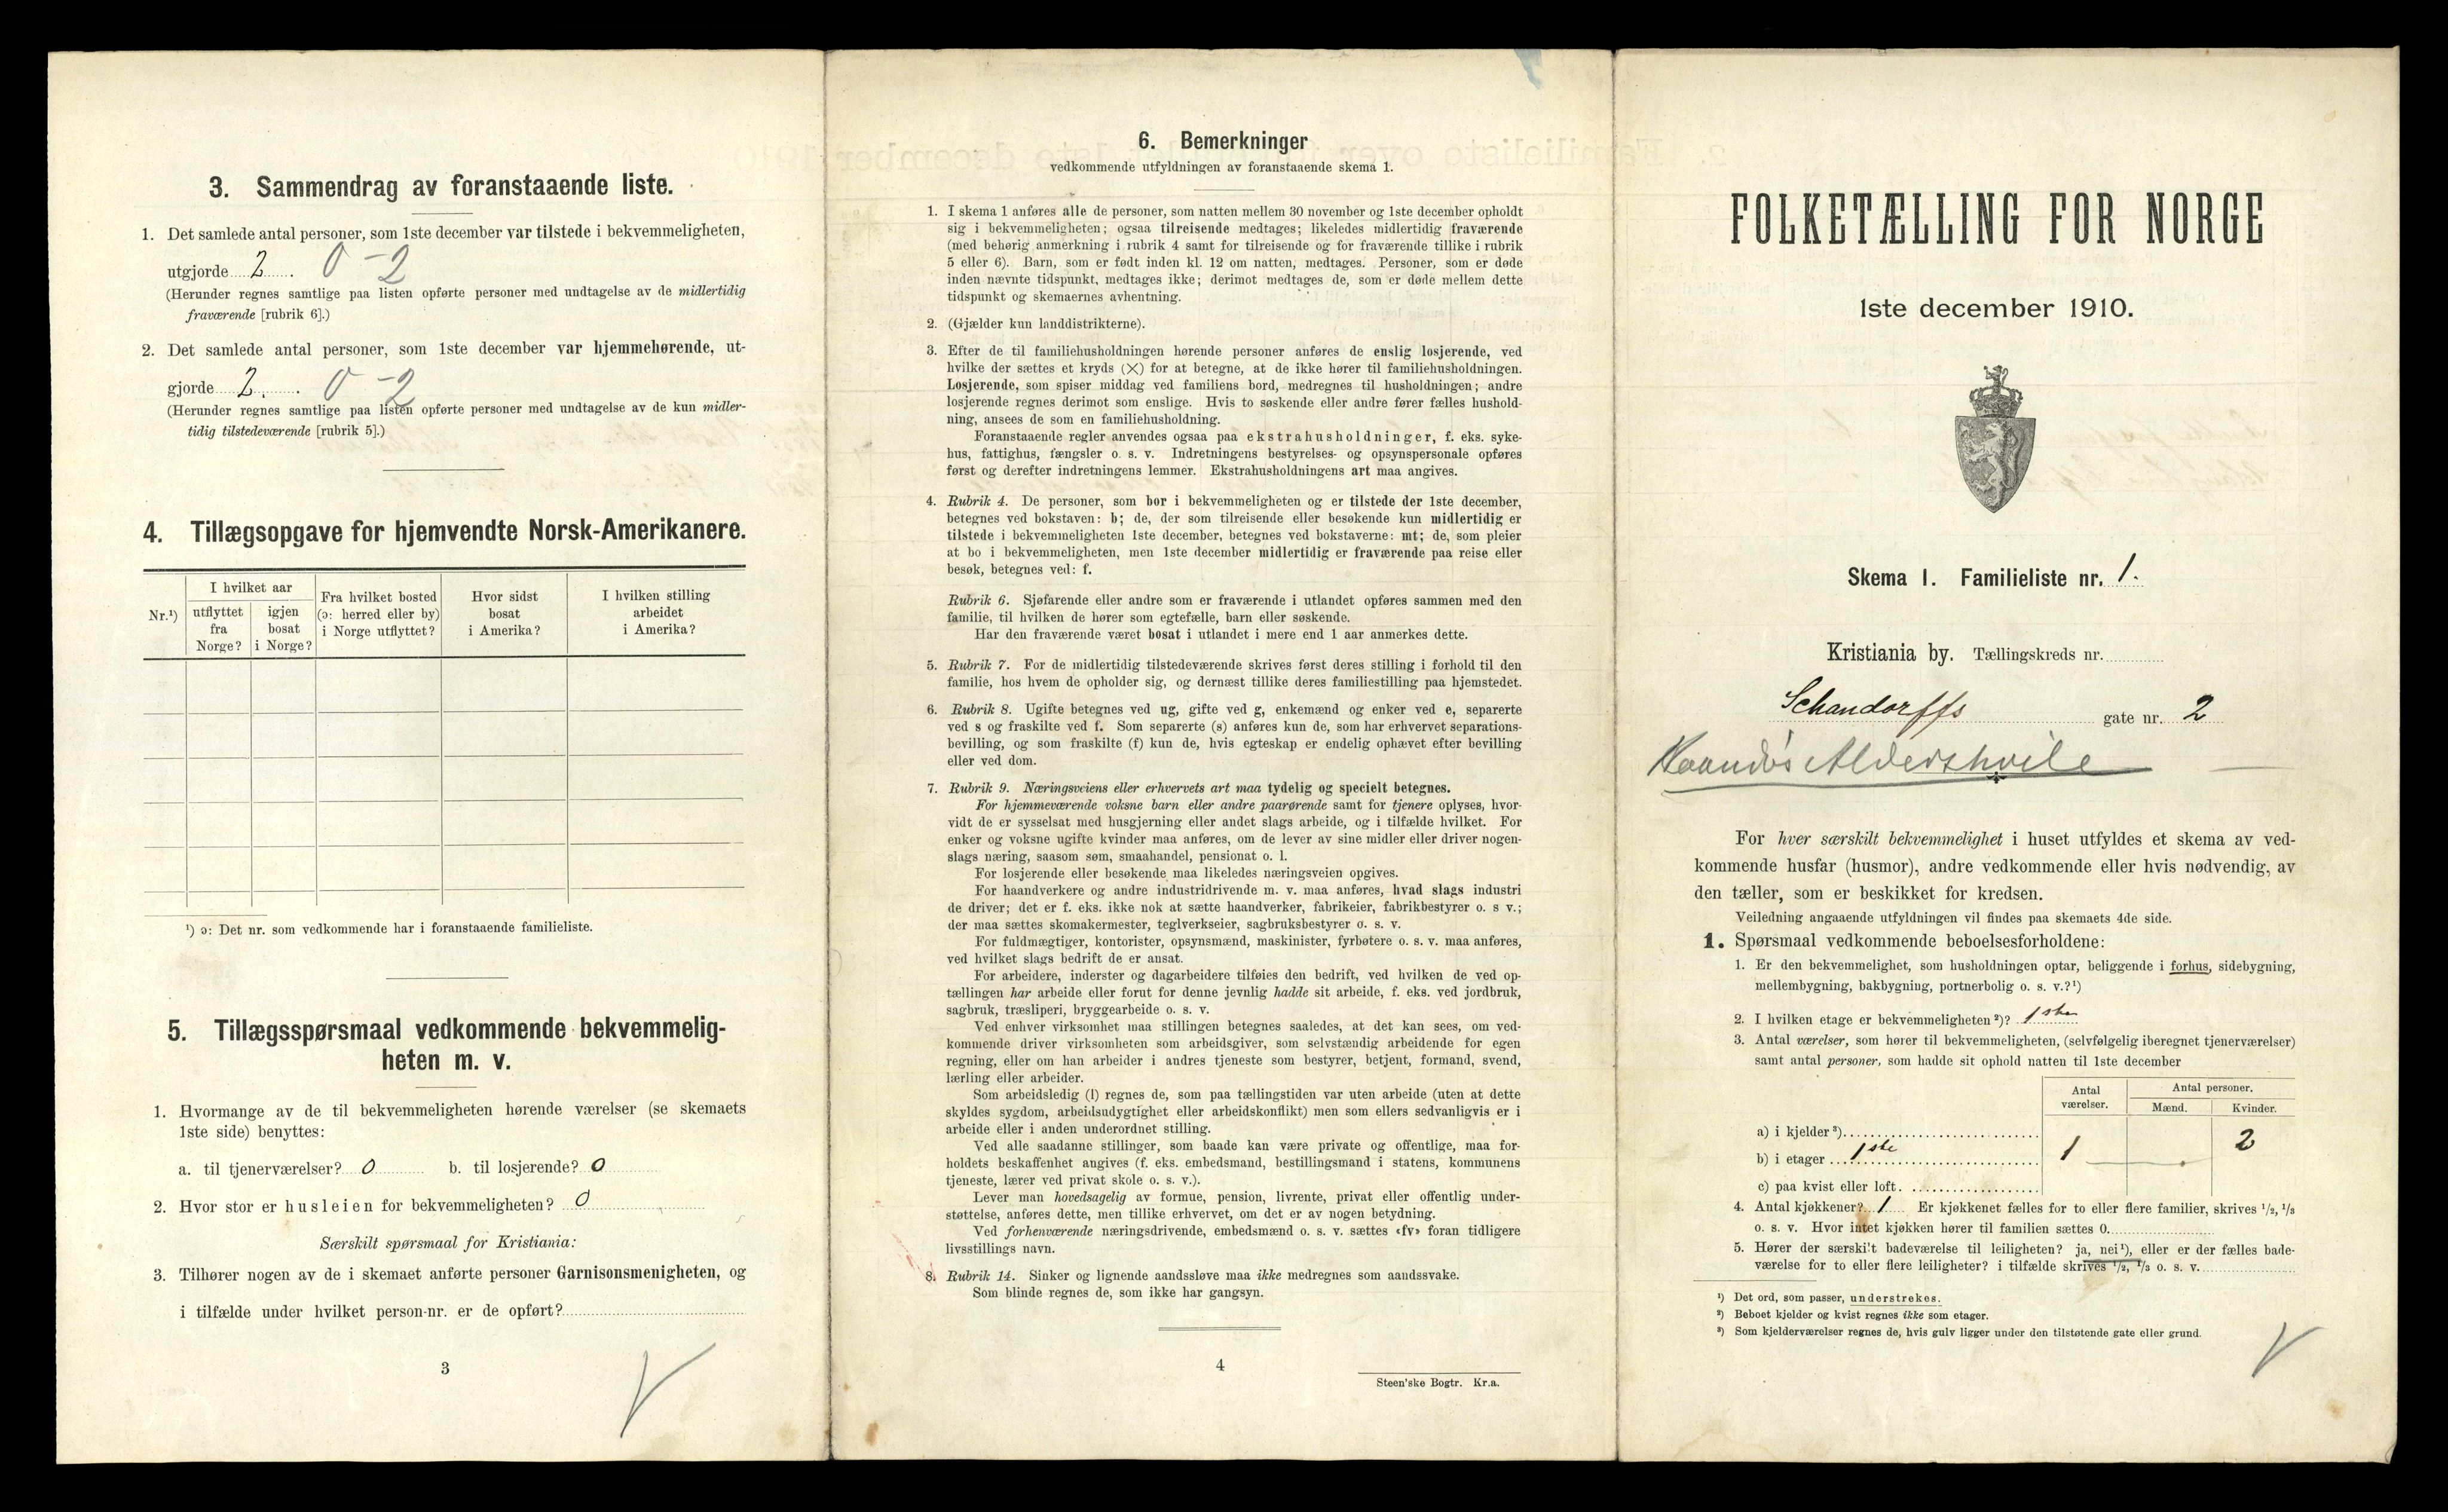 3. Sammendrag av foranstaaende liste.
1. Det samlede antal personer, som 1ste december var tilstede i bekvemmeligheten,
utgjorde 2 . 0 - 2
(Herunder regnes samtlige paa listen opførte personer med undtagelse av de midlertidig
fraværende [rubrik 6].)
2. Det samlede antal personer, som 1ste december var hjemmehørende, ut-
gjorde 2 . 0 - 2
(Herunder regnes samtlige paa listen opførte personer med undtagelse av de kun midler-
tidig tilstedeværende [rubrik 5].)
4. Tillægsopgave for hjemvendte Norsk-Amerikanere.
Nr.¹)
I hvilket aar
utflyttet
fra
Norge?
igjen
bosat
i Norge?
Fra hvilket bosted
(ɔ: herred eller by)
i Norge utflyttet?
Hvor sidst
bosat
i Amerika?
I hvilken stilling
arbeidet
i Amerika?
¹) ɔ: Det nr. som vedkommende har i foranstaaende familieliste.
5. Tillægsspørsmaal vedkommende bekvemmelig-
heten m. v.
1. Hvormange av de til bekvemmeligheten hørende værelser (se skemaets
1ste side) benyttes:
a. til tjenerværelser? 0 b. til losjerende? 0
2. Hvor stor er husleien for bekvemmeligheten? 0
Særskilt spørsmaal for Kristiania:
3. Tilhører nogen av de i skemaet anførte personer Garnisonsmenigheten, og
i tilfælde under hvilket person-nr. er de opført?
3
6. Bemerkninger
vedkommende utfyldningen av foranstaaende skema 1.
1. I skema 1 anføres alle de personer, som natten mellem 30 november og 1ste december opholdt
sig i bekvemmeligheten; ogsaa tilreisende medtages; likeledes midlertidig fraværende
(med behørig anmerkning i rubrik 4 samt for tilreisende og for fraværende tillike i rubrik
5 eller 6). Barn, som er født inden kl. 12 om natten, medtages. Personer, som er døde
inden nævnte tidspunkt, medtages ikke; derimot medtages de, som er døde mellem dette
tidspunkt og skemaernes avhentning.
2. (Gjælder kun landdistrikterne).
3. Efter de til familiehusholdningen hørende personer anføres de enslig losjerende, ved
hvilke der sættes et kryds (×) for at betegne, at de ikke hører til familiehusholdningen.
Losjerende, som spiser middag ved familiens bord, medregnes til husholdningen; andre
losjerende regnes derimot som enslige. Hvis to søskende eller andre fører fælles hushold-
ning, ansees de som en familiehusholdning.
Foranstaaende regler anvendes ogsaa paa ekstrahusholdninger, f. eks. syke-
hus, fattighus, fængsler o. s. v. Indretningens bestyrelses- og opsynspersonale opføres
først og derefter indretningens lemmer. Ekstrahusholdningens art maa angives.
4. Rubrik 4. De personer, som bor i bekvemmeligheten og er tilstede der 1ste december,
betegnes ved bokstaven: b; de, der som tilreisende eller besøkende kun midlertidig er
tilstede i bekvemmeligheten 1ste december, betegnes ved bokstaverne: mt; de, som pleier
at bo i bekvemmeligheten, men 1ste december midlertidig er fraværende paa reise eller
besøk, betegnes ved: f.
Rubrik 6. Sjøfarende eller andre som er fraværende i utlandet opføres sammen med den
familie, til hvilken de hører som egtefælle, barn eller søskende.
Har den fraværende været bosat i utlandet i mere end 1 aar anmerkes dette.
5. Rubrik 7. For de midlertidig tilstedeværende skrives først deres stilling i forhold til den
familie, hos hvem de opholder sig, og dernæst tillike deres familiestilling paa hjemstedet.
6. Rubrik 8. Ugifte betegnes ved ug, gifte ved g, enkemænd og enker ved e, separerte
ved s og fraskilte ved f. Som separerte (s) anføres kun de, som har erhvervet separations-
bevilling, og som fraskilte (f) kun de, hvis egteskap er endelig ophævet efter bevilling
eller ved dom.
7. Rubrik 9. Næringsveiens eller erhvervets art maa tydelig og specielt betegnes.
For hjemmeværende voksne barn eller andre paarørende samt for tjenere oplyses, hvor-
vidt de er sysselsat med husgjerning eller andet slags arbeide, og i tilfælde hvilket. For
enker og voksne ugifte kvinder maa anføres, om de lever av sine midler eller driver nogen-
slags næring, saasom søm, smaahandel, pensionat o. l.
For losjerende eller besøkende maa likeledes næringsveien opgives.
For haandverkere og andre industridrivende m. v. maa anføres, hvad slags industri
de driver; det er f. eks. ikke nok at sætte haandverker, fabrikeier, fabrikbestyrer o. s v.;
der maa sættes skomakermester, teglverkseier, sagbruksbestyrer o. s. v.
For fuldmægtiger, kontorister, opsynsmænd, maskinister, fyrbøtere o. s. v. maa anføres,
ved hvilket slags bedrift de er ansat.
For arbeidere, inderster og dagarbeidere tilføies den bedrift, ved hvilken de ved op-
tællingen har arbeide eller forut for denne jevnlig hadde sit arbeide, f. eks. ved jordbruk,
sagbruk, træsliperi, bryggearbeide o. s. v.
Ved enhver virksomhet maa stillingen betegnes saaledes, at det kan sees, om ved-
kommende driver virksomheten som arbeidsgiver, som selvstændig arbeidende for egen
regning, eller om han arbeider i andres tjeneste som bestyrer, betjent, formand, svend,
lærling eller arbeider.
Som arbeidsledig (l) regnes de, som paa tællingstiden var uten arbeide (uten at dette
skyldes sygdom, arbeidsudygtighet eller arbeidskonflikt) men som ellers sedvanligvis er i
arbeide eller i anden underordnet stilling.
Ved alle saadanne stillinger, som baade kan være private og offentlige, maa for-
holdets beskaffenhet angives (f. eks. embedsmand, bestillingsmand i statens, kommunens
tjeneste, lærer ved privat skole o. s. v.).
Lever man hovedsagelig av formue, pension, livrente, privat eller offentlig under-
støttelse, anføres dette, men tillike erhvervet, om det er av nogen betydning.
Ved forhenværende næringsdrivende, embedsmænd o. s. v. sættes «fv» foran tidligere
livsstillings navn.
8. Rubrik 14. Sinker og lignende aandssløve maa ikke medregnes som aandssvake.
Som blinde regnes de, som ikke har gangsyn.
4
Steen'ske Bogtr. Kr.a.
FOLKETÆLLING FOR NORGE
1ste december 1910.
Skema 1. Familieliste nr. 1.
Kristiania by. Tællingskreds nr.
Schandorffs gate nr. 2
Aldershvile
For hver særskilt bekvemmelighet i huset utfyldes et skema av ved-
kommende husfar (husmor), andre vedkommende eller hvis nødvendig, av
den tæller, som er beskikket for kredsen.
Veiledning angaaende utfyldningen vil findes paa skemaets 4de side.
1. Spørsmaal vedkommende beboelsesforholdene:
1. Er den bekvemmelighet, som husholdningen optar, beliggende i forhus, sidebygning,
mellembygning, bakbygning, portnerbolig o. s. v.?¹)
2. I hvilken etage er bekvemmeligheten²)? 1ste
3. Antal værelser, som hører til bekvemmeligheten, (selvfølgelig iberegnet tjenerværelser)
samt antal personer, som hadde sit ophold natten til 1ste december
Antal
værelser.
Antal personer.
Mænd. Kvinder.
a) i kjelder³)
b) i etager 1ste 1 - 2
c) paa kvist eller loft.
4. Antal kjøkkener? 1 Er kjøkkenet fælles for to eller flere familier, skrives 1/2, 1/3
o. s. v. Hvor intet kjøkken hører til familien sættes 0.
5. Hører der særski't badeværelse til leiligheten? ja, nei¹), eller er der fælles bade-
værelse for to eller flere leiligheter? i tilfælde skrives 1/2, 1/3 o. s. v.
¹) Det ord, som passer, understrekes.
²) Beboet kjelder og kvist regnes ikke som etager.
³) Som kjelderværelser regnes de, hvis gulv ligger under den tilstøtende gate eller grund.